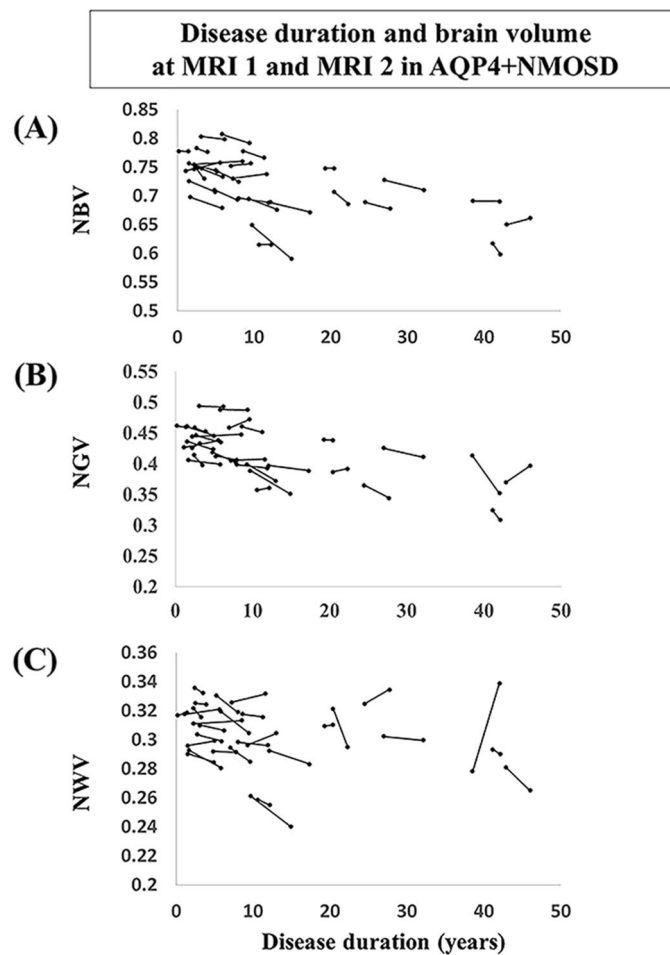 Disease duration and brain volume
at MRI 1 and MRI 2 in AQP4+NMOSD
(A)
NBV
0.85
0.8
0.75
0.7
0.65
0.6
0.55
0.5
0 10 20 30 40 50
(B)
NGV
0.55
0.5
0.45
0.4
0.35
0.3
0.25
0.2
0 10 20 30 40 50
(C)
NWV
0.36
0.34
0.32
0.3
0.28
0.26
0.24
0.22
0.2
0 10 20 30 40 50
Disease duration (years)